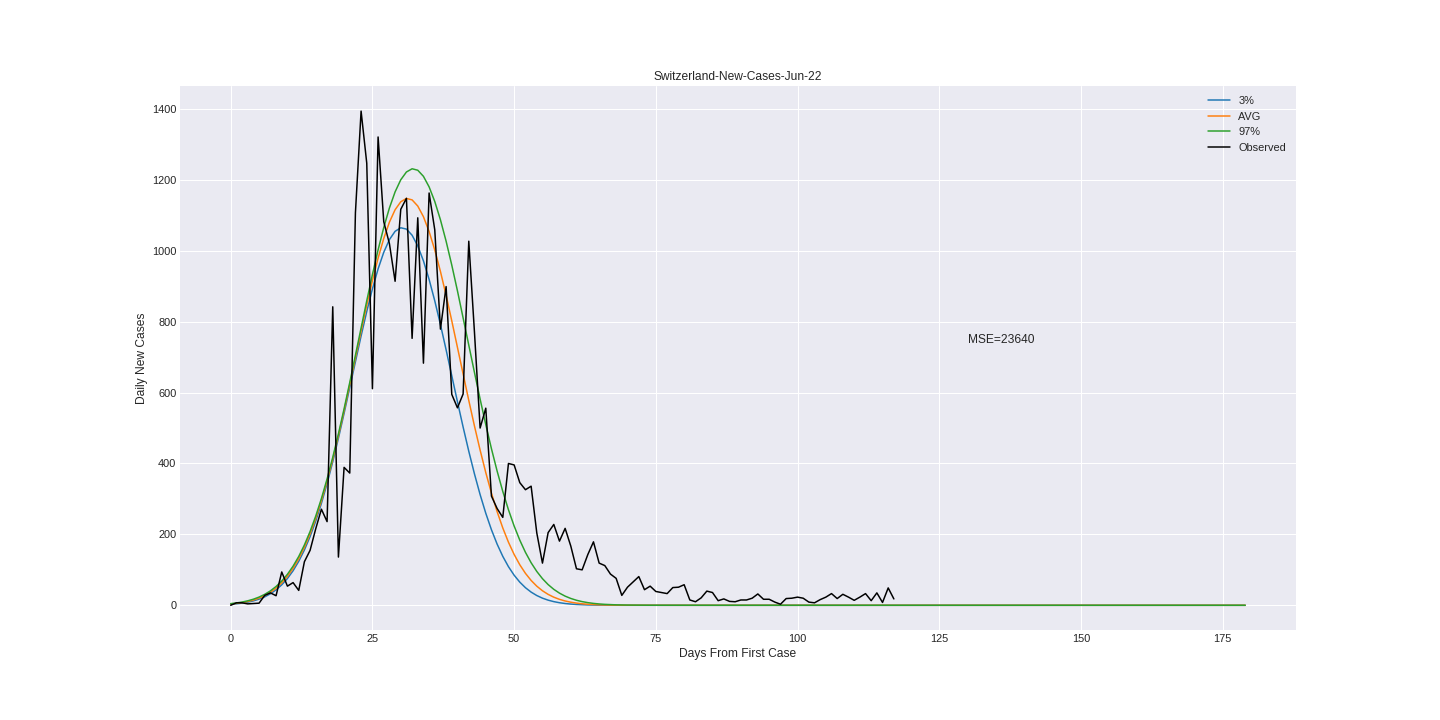 Switzerland-New-Cases-Jun-22
3%
AVG
97%
Observed
1400
1200
1000
800
600
400
200
0
Daily New Cases
MSE=23640
0 25 50 75 100 125 150 175
Days From First Case